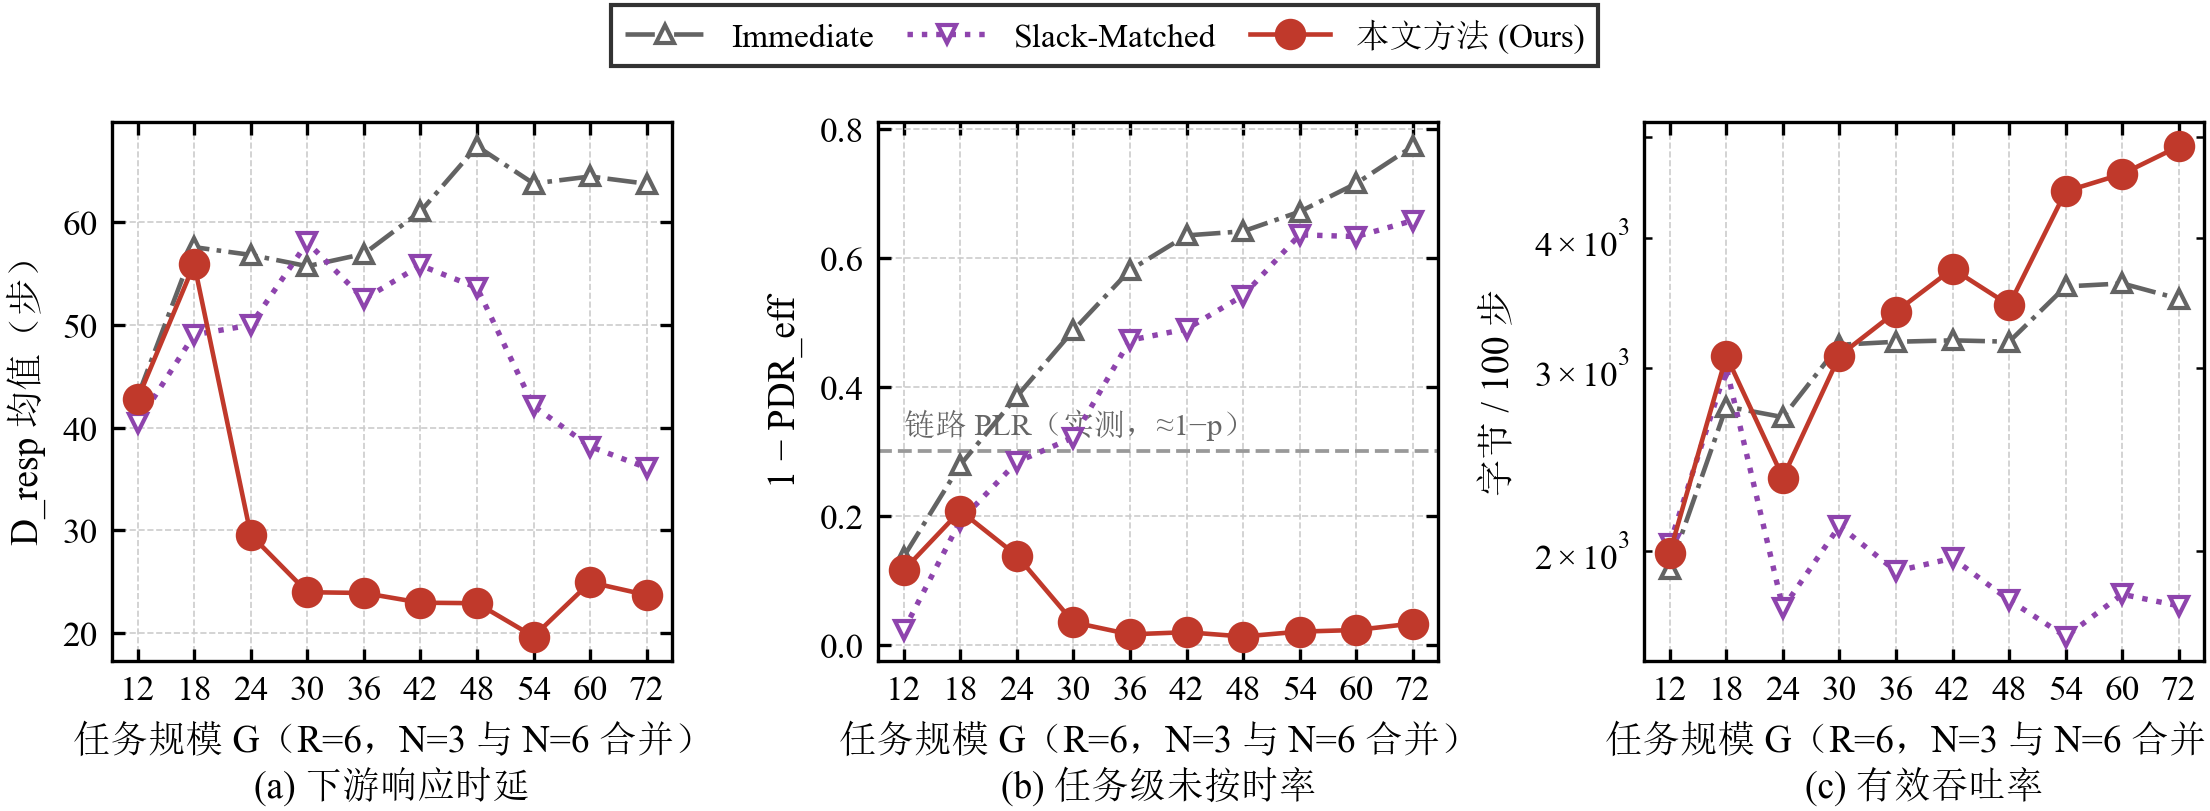 Immediate
Slack-Matched
本文方法 (Ours)
D_resp 均值（步）
60
50
40
30
20
12 18 24 30 36 42 48 54 60 72
任务规模 G（R=6，N=3 与 N=6 合并）
(a) 下游响应时延
1 − PDR_eff
0.8
0.6
0.4
0.2
0.0
链路 PLR（实测，≈1−p）
12 18 24 30 36 42 48 54 60 72
任务规模 G（R=6，N=3 与 N=6 合并）
(b) 任务级未按时率
字节 / 100 步
4 × 10³
3 × 10³
2 × 10³
12 18 24 30 36 42 48 54 60 72
任务规模 G（R=6，N=3 与 N=6 合并
(c) 有效吞吐率